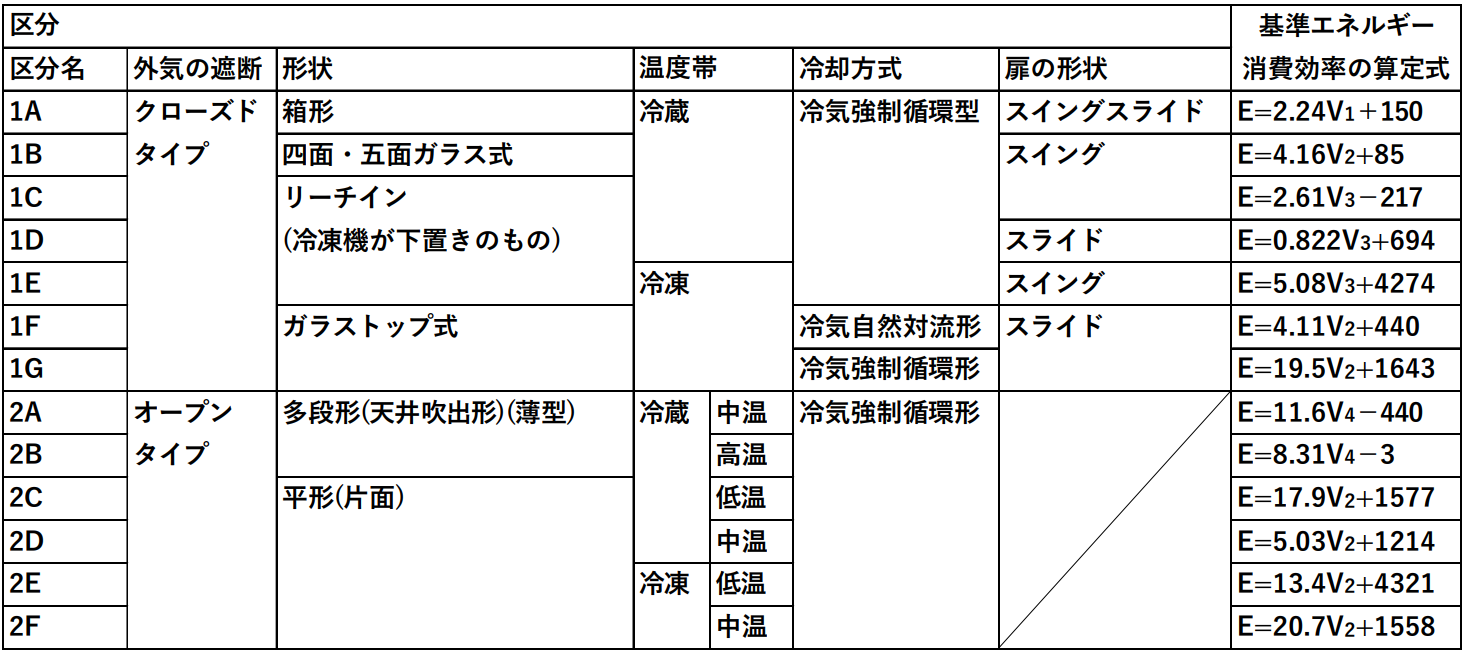 区分 基準エネルギー
区分名 外気の遮断 形状 温度帯 冷却方式 扉の形状 消費効率の算定式
1A クローズド 箱形 冷蔵 冷気強制循環型 スイングスライド E=2.24V1＋150
1B タイプ 四面・五面ガラス式 スイング E=4.16V2+85
1C リーチイン E=2.61V3－217
1D (冷凍機が下置きのもの) スライド E=0.822V3+694
1E 冷凍 スイング E=5.08V3+4274
1F ガラストップ式 冷気自然対流形 スライド E=4.11V2+440
1G 冷気強制循環形 E=19.5V2+1643
2A オープン 多段形(天井吹出形)(薄型) 冷蔵 中温 冷気強制循環形 E=11.6V4－440
2B タイプ 高温 E=8.31V4－3
2C 平形(片面) 低温 E=17.9V2+1577
2D 中温 E=5.03V2+1214
2E 冷凍 低温 E=13.4V2+4321
2F 中温 E=20.7V2+1558